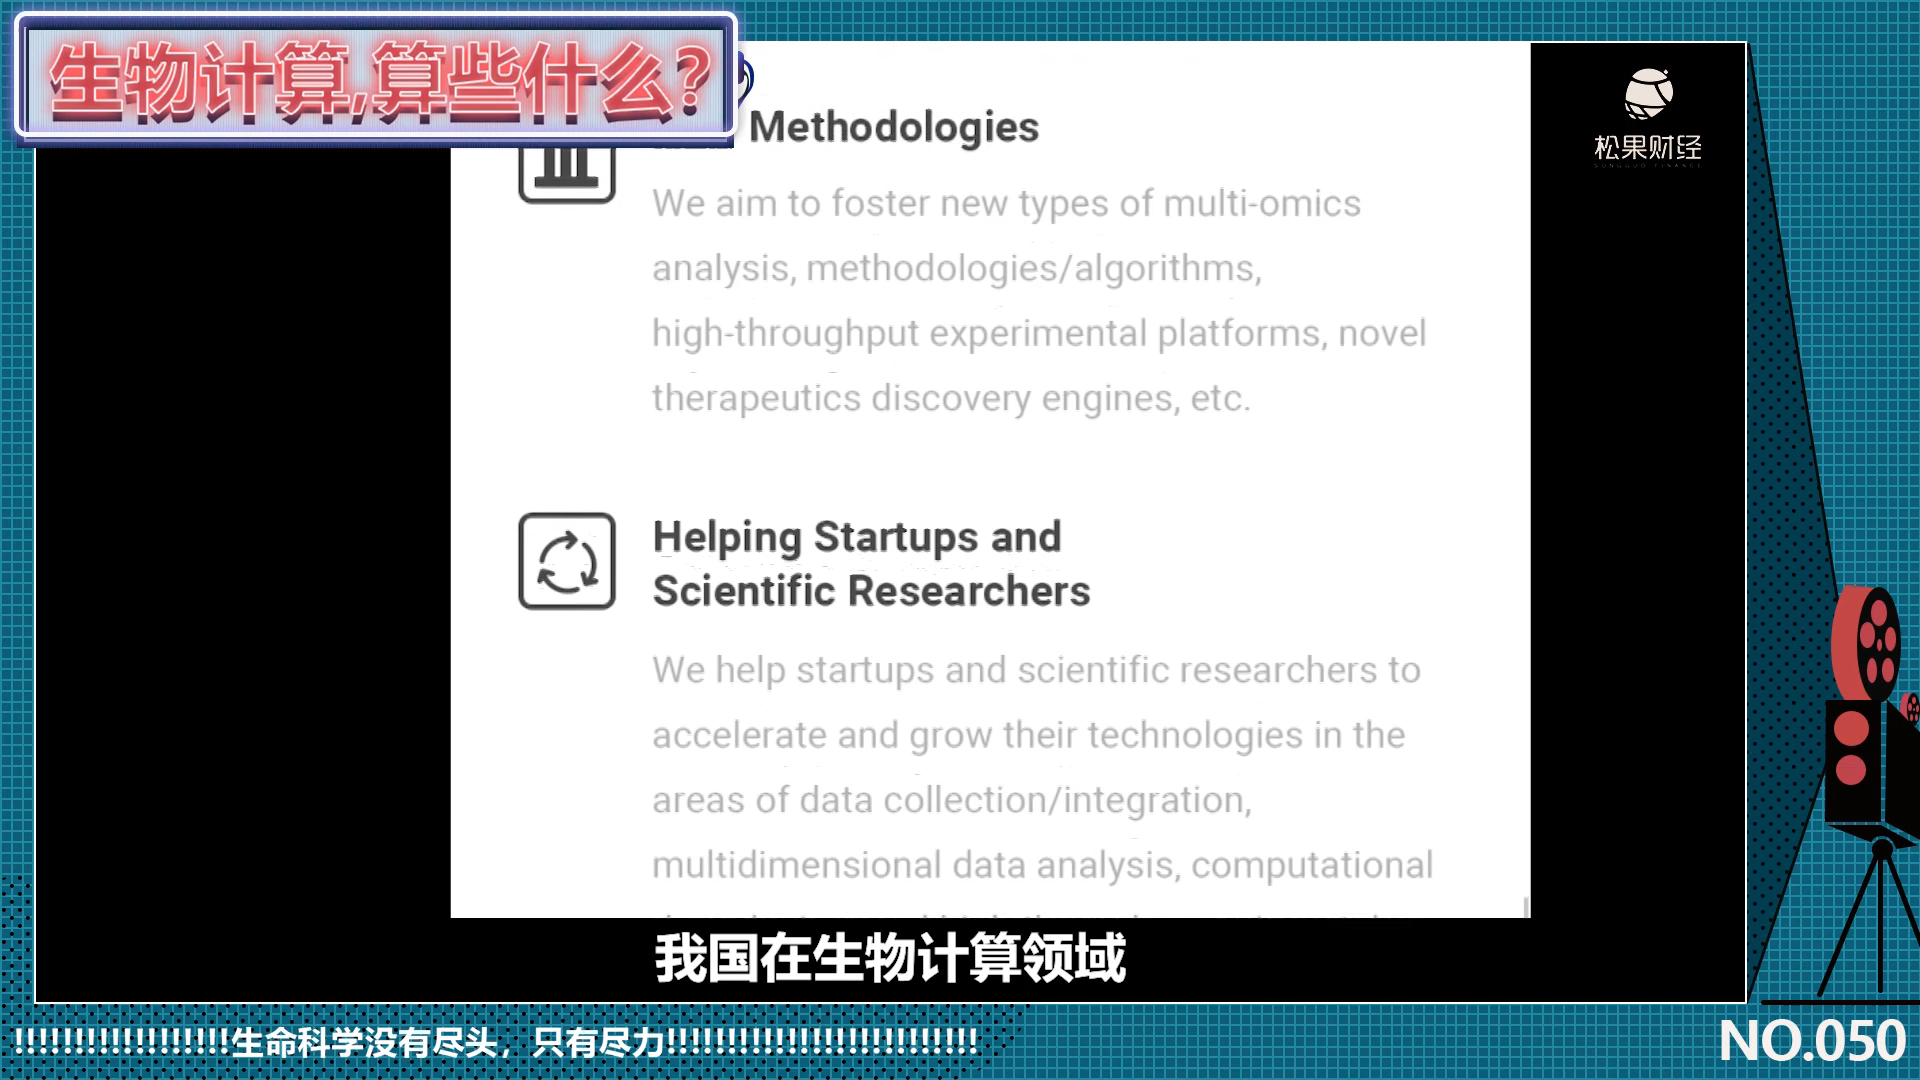 生物计算,算些什么?
Methodologies
We aim to foster new types of multi-omics
analysis, methodologies/algorithms,
high-throughput experimental platforms, novel
therapeutics discovery engines, etc.
Helping Startups and
Scientific Researchers
We help startups and scientific researchers to
accelerate and grow their technologies in the
areas of data collection/integration,
multidimensional data analysis, computational
松果财经
SONGGUO FINANCE
我国在生物计算领域
!!!!!!!!!!!!!!!!!!生命科学没有尽头，只有尽力!!!!!!!!!!!!!!!!!!!!!!!!!!
NO.050